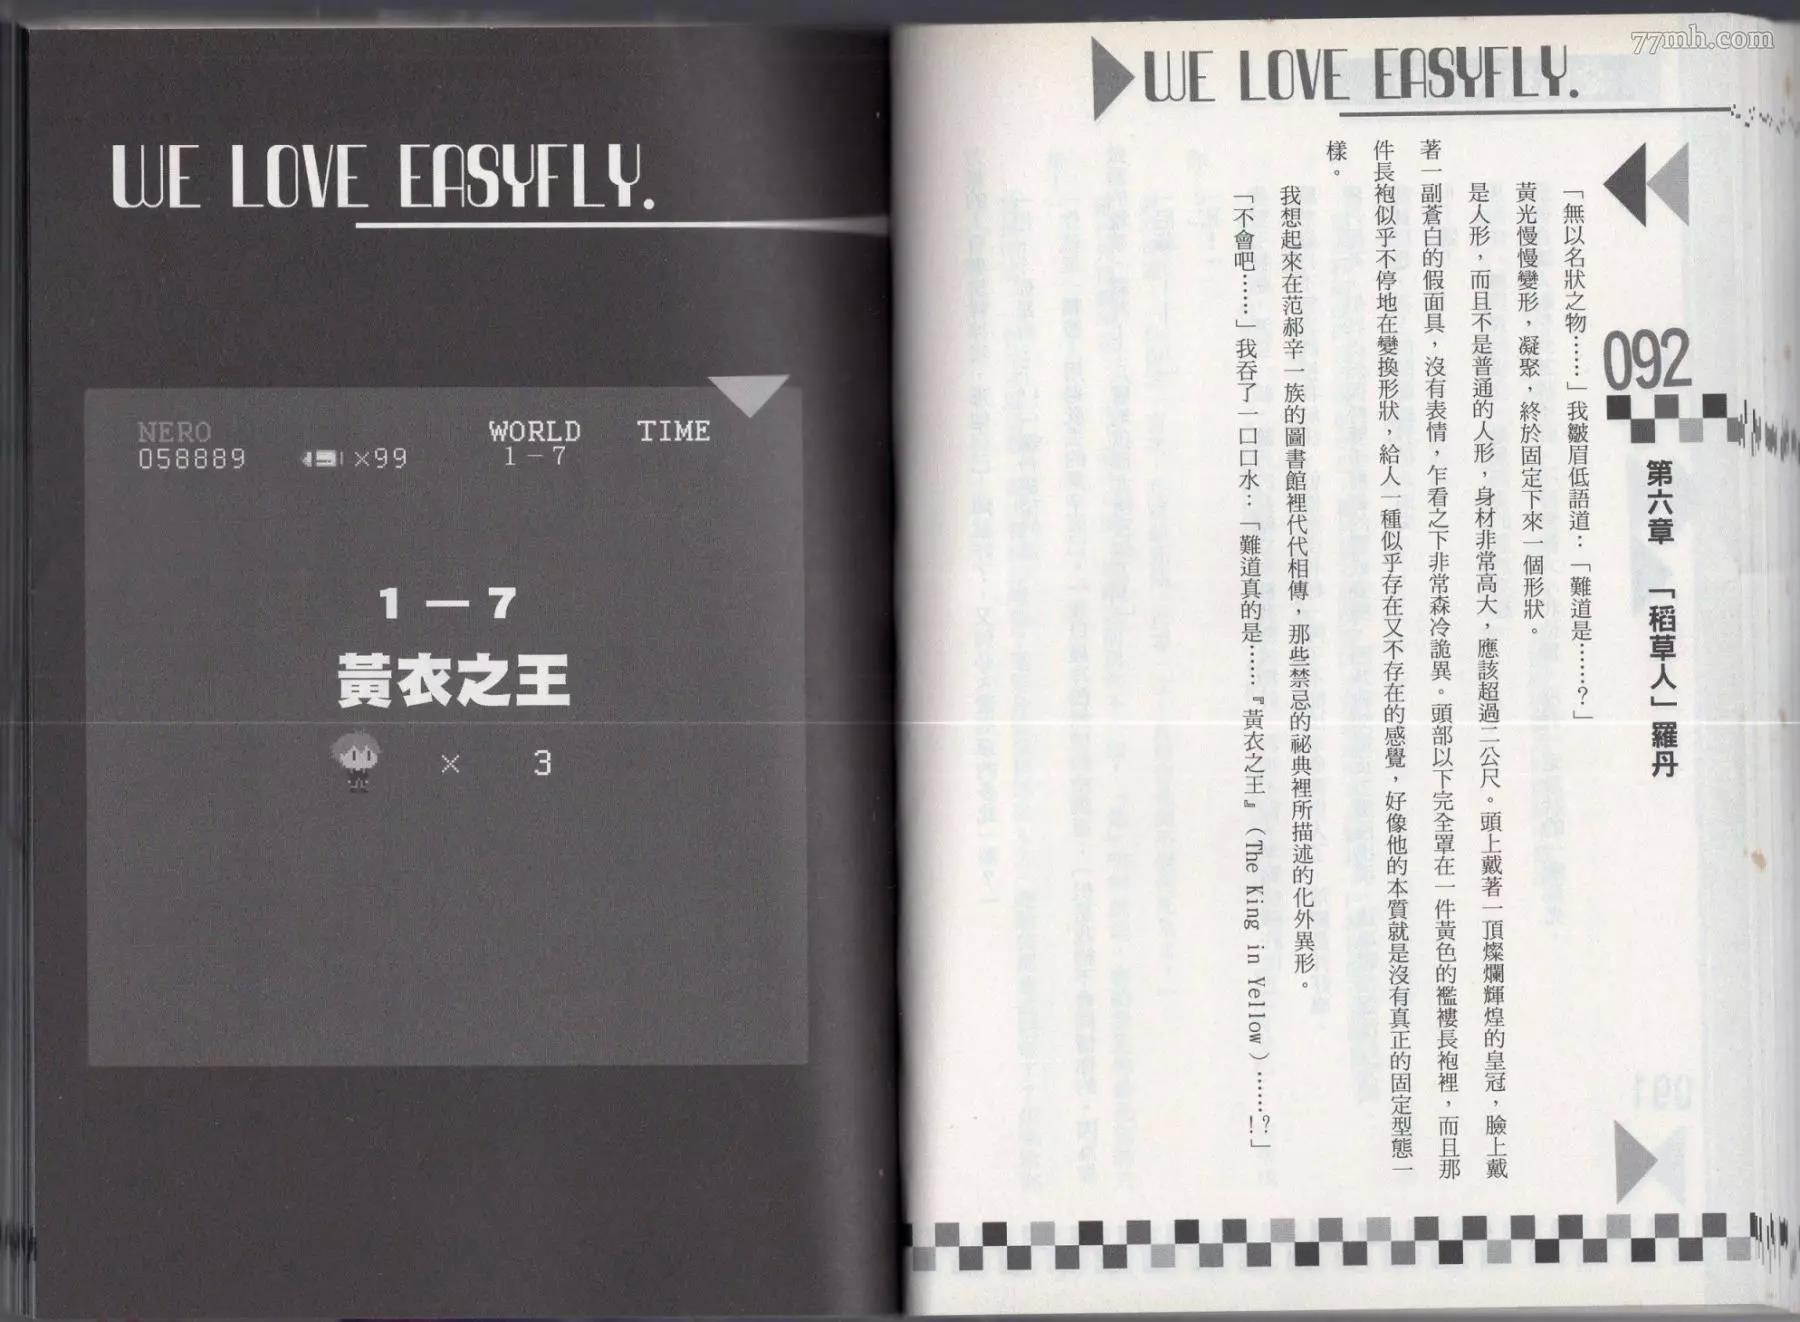 77mh.com
WE LOVE EASYFLY.
092
第六章　「稻草人」羅丹
「無以名狀之物……」我皺眉低語道：「難道是……？」
黃光慢慢變形，凝聚，終於固定下來一個形狀。
是人形，而且不是普通的人形，身材非常高大，應該超過二公尺。頭上戴著一頂燦爛輝煌的皇冠，臉上戴
著一副蒼白的假面具，沒有表情，乍看之下非常森冷詭異。頭部以下完全罩在一件黃色的襤褸長袍裡，而且那
件長袍似乎不停地在變換形狀，給人一種似乎存在又不存在的感覺，好像他的本質就是沒有真正的固定型態一
樣。
我想起來在范郝辛一族的圖書館裡代代相傳，那些禁忌的祕典裡所描述的化外異形。
「不會吧……」我吞了一口口水：「難道真的是……『黃衣之王』（The King in Yellow）……？！」
WE LOVE EASYFLY.
NERO WORLD TIME
058889 ×99 1-7
1—7
黃衣之王
× 3